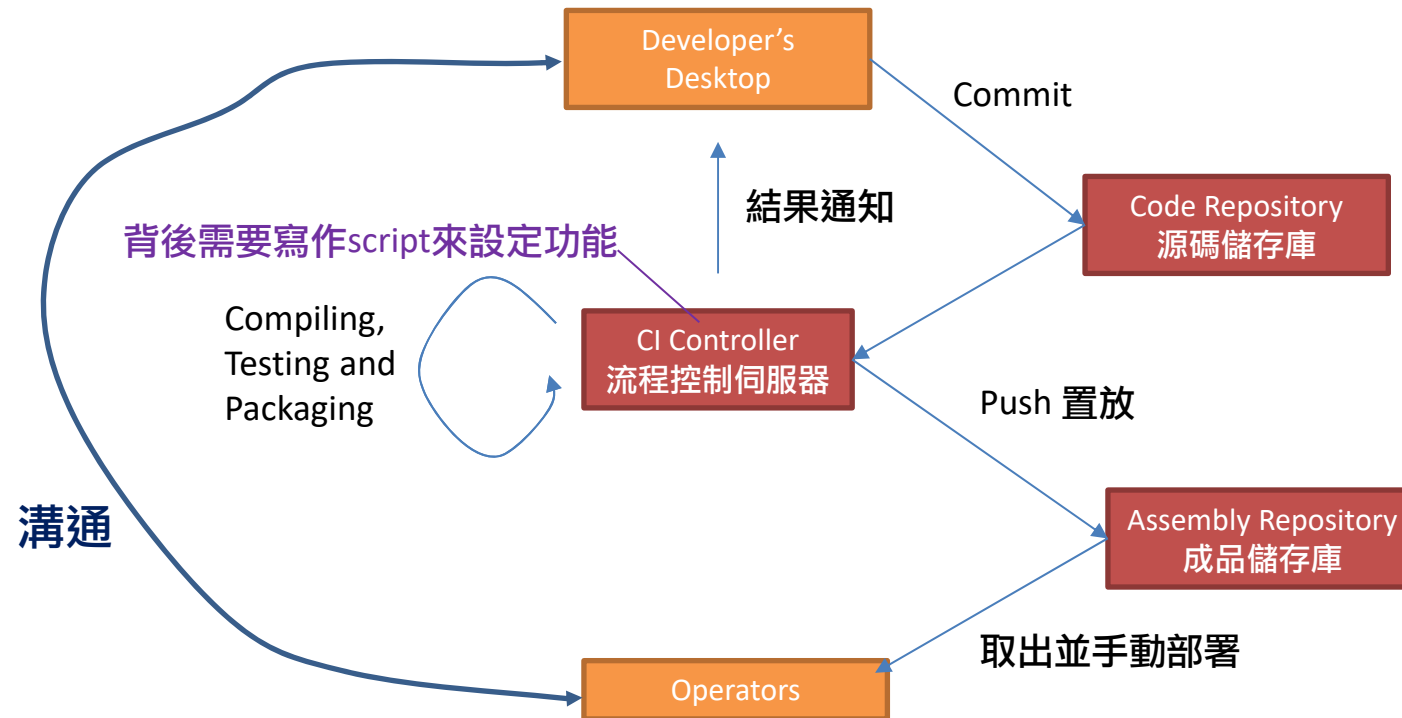 Developer’s
Desktop
Commit
結果通知
Code Repository
源碼儲存庫
背後需要寫作script來設定功能
Compiling,
Testing and
Packaging
CI Controller
流程控制伺服器
Push 置放
溝通
Assembly Repository
成品儲存庫
取出並手動部署
Operators